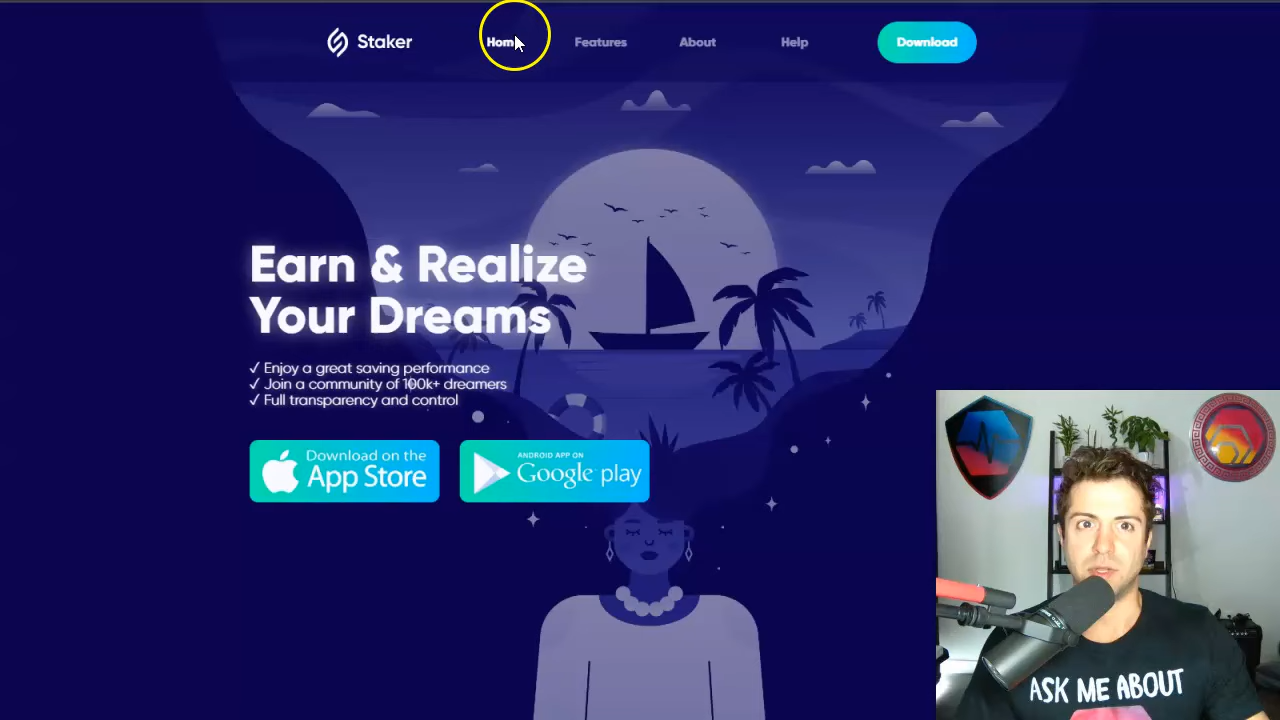 Staker
Home
Features
About
Help
Download
Earn & Realize
Your Dreams
✓ Enjoy a great saving performance
✓ Join a community of 100k+ dreamers
✓ Full transparency and control
Download on the
App Store
ANDROID APP ON
Google play
ASK ME ABOUT